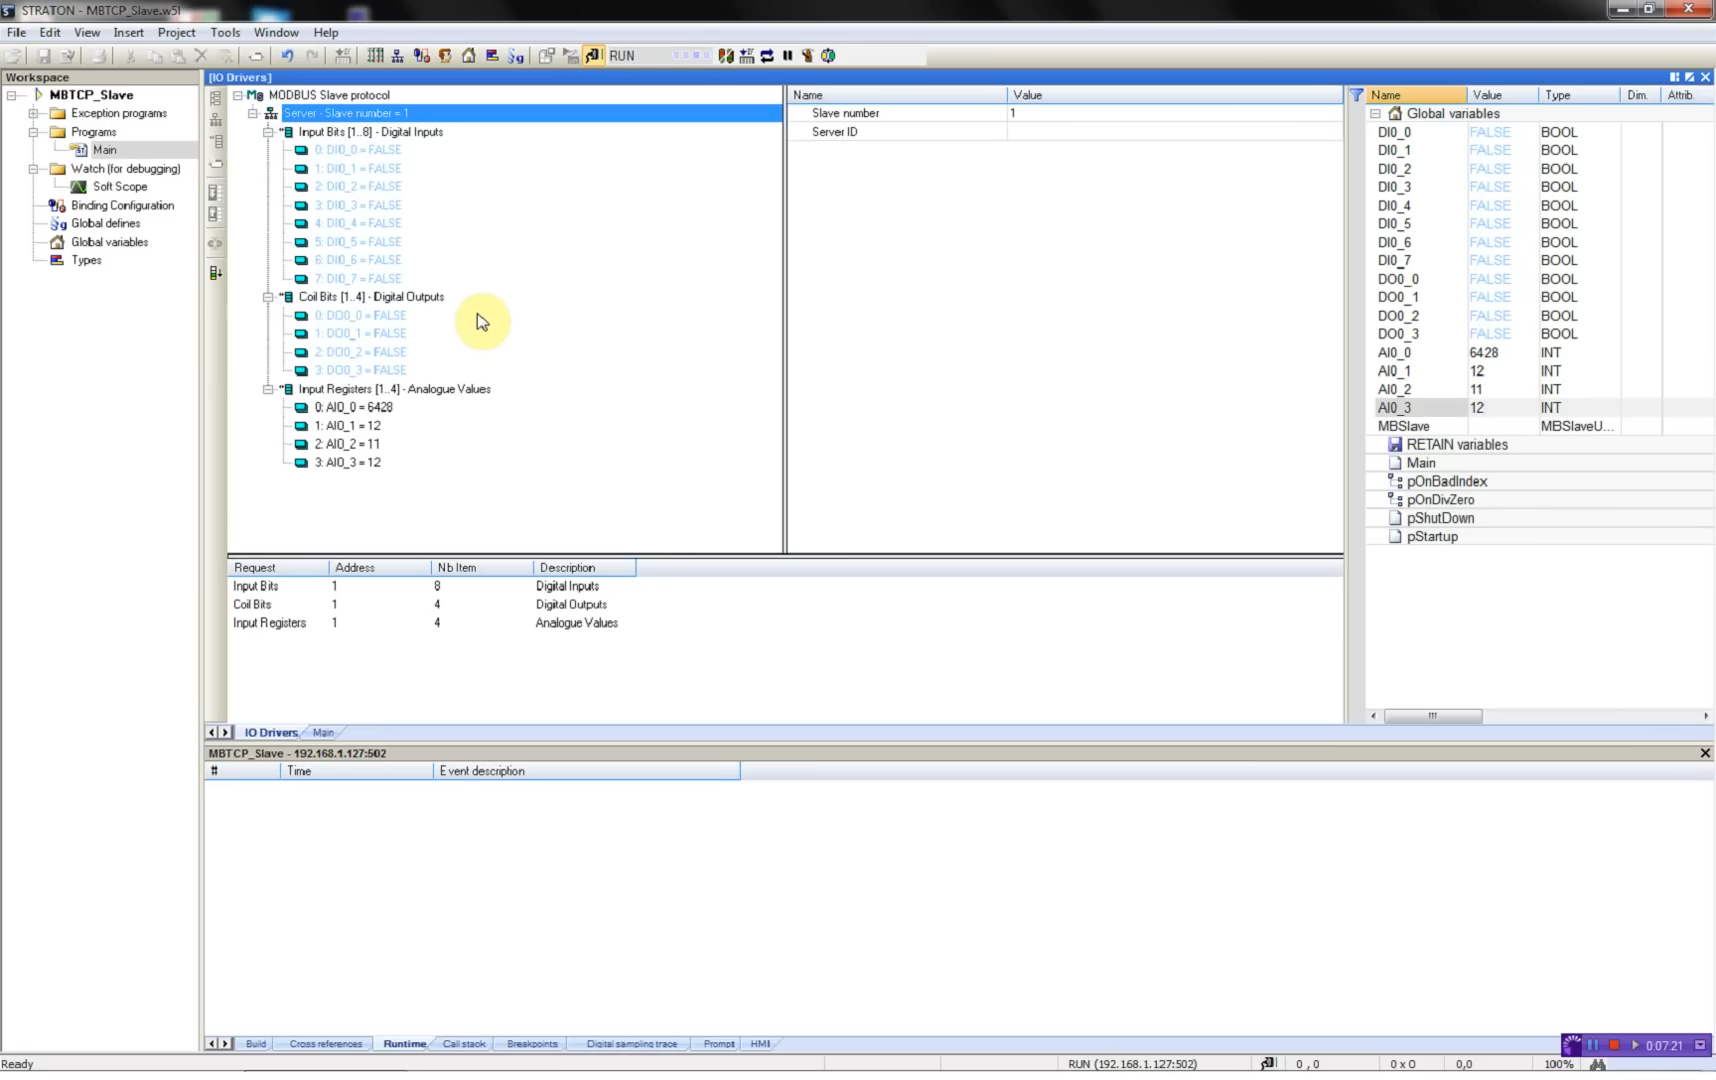 STRATON - MBTCP_Slave.w5l
File Edit View Insert Project Tools Window Help
RUN
Workspace
MBTCP_Slave
Exception programs
Programs
Main
Watch (for debugging)
Soft Scope
Binding Configuration
Global defines
Global variables
Types
[IO Drivers]
MODBUS Slave protocol
Server - Slave number = 1
Input Bits [1..8] - Digital Inputs
0: DI0_0 = FALSE
1: DI0_1 = FALSE
2: DI0_2 = FALSE
3: DI0_3 = FALSE
4: DI0_4 = FALSE
5: DI0_5 = FALSE
6: DI0_6 = FALSE
7: DI0_7 = FALSE
Coil Bits [1..4] - Digital Outputs
0: DO0_0 = FALSE
1: DO0_1 = FALSE
2: DO0_2 = FALSE
3: DO0_3 = FALSE
Input Registers [1..4] - Analogue Values
0: AI0_0 = 6428
1: AI0_1 = 12
2: AI0_2 = 11
3: AI0_3 = 12
Name Value
Slave number 1
Server ID
Name Value Type Dim. Attrib.
Global variables
DI0_0 FALSE BOOL
DI0_1 FALSE BOOL
DI0_2 FALSE BOOL
DI0_3 FALSE BOOL
DI0_4 FALSE BOOL
DI0_5 FALSE BOOL
DI0_6 FALSE BOOL
DI0_7 FALSE BOOL
DO0_0 FALSE BOOL
DO0_1 FALSE BOOL
DO0_2 FALSE BOOL
DO0_3 FALSE BOOL
AI0_0 6428 INT
AI0_1 12 INT
AI0_2 11 INT
AI0_3 12 INT
MBSlave MBSlaveU...
RETAIN variables
Main
pOnBadIndex
pOnDivZero
pShutDown
pStartup
Request Address Nb Item Description
Input Bits 1 8 Digital Inputs
Coil Bits 1 4 Digital Outputs
Input Registers 1 4 Analogue Values
IO Drivers Main
MBTCP_Slave - 192.168.1.127:502
# Time Event description
Build Cross references Runtime Call stack Breakpoints Digital sampling trace Prompt HMI
0:07:21
Ready RUN (192.168.1.127:502) 0 , 0 0 x 0 0,0 100%